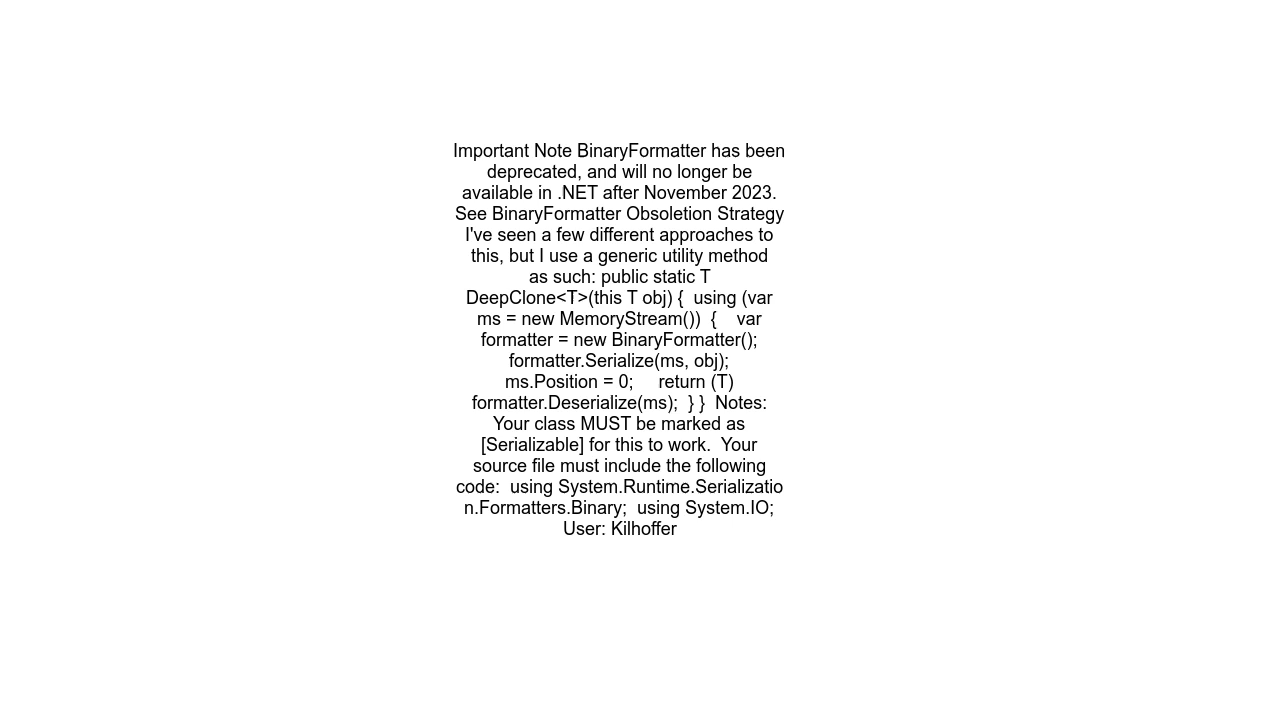 Important Note BinaryFormatter has been
deprecated, and will no longer be
available in .NET after November 2023.
See BinaryFormatter Obsoletion Strategy
I've seen a few different approaches to
this, but I use a generic utility method
as such: public static T
DeepClone<T>(this T obj) {  using (var
ms = new MemoryStream())  {    var
formatter = new BinaryFormatter();
formatter.Serialize(ms, obj);
ms.Position = 0;     return (T)
formatter.Deserialize(ms);  } }  Notes:
Your class MUST be marked as
[Serializable] for this to work.  Your
source file must include the following
code:  using System.Runtime.Serializatio
n.Formatters.Binary;  using System.IO;
User: Kilhoffer